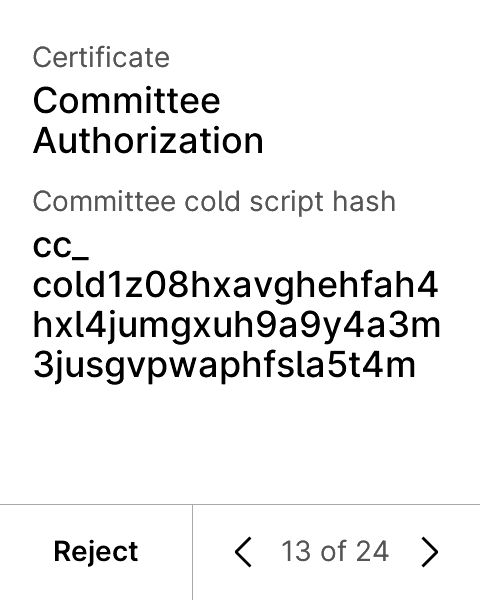 Certificate
Committee
Authorization
Committee cold script hash
cc_
cold1z08hxavghehfah4
hxl4jumgxuh9a9y4a3m
3jusgvpwaphfsla5t4m
Reject
13 of 24